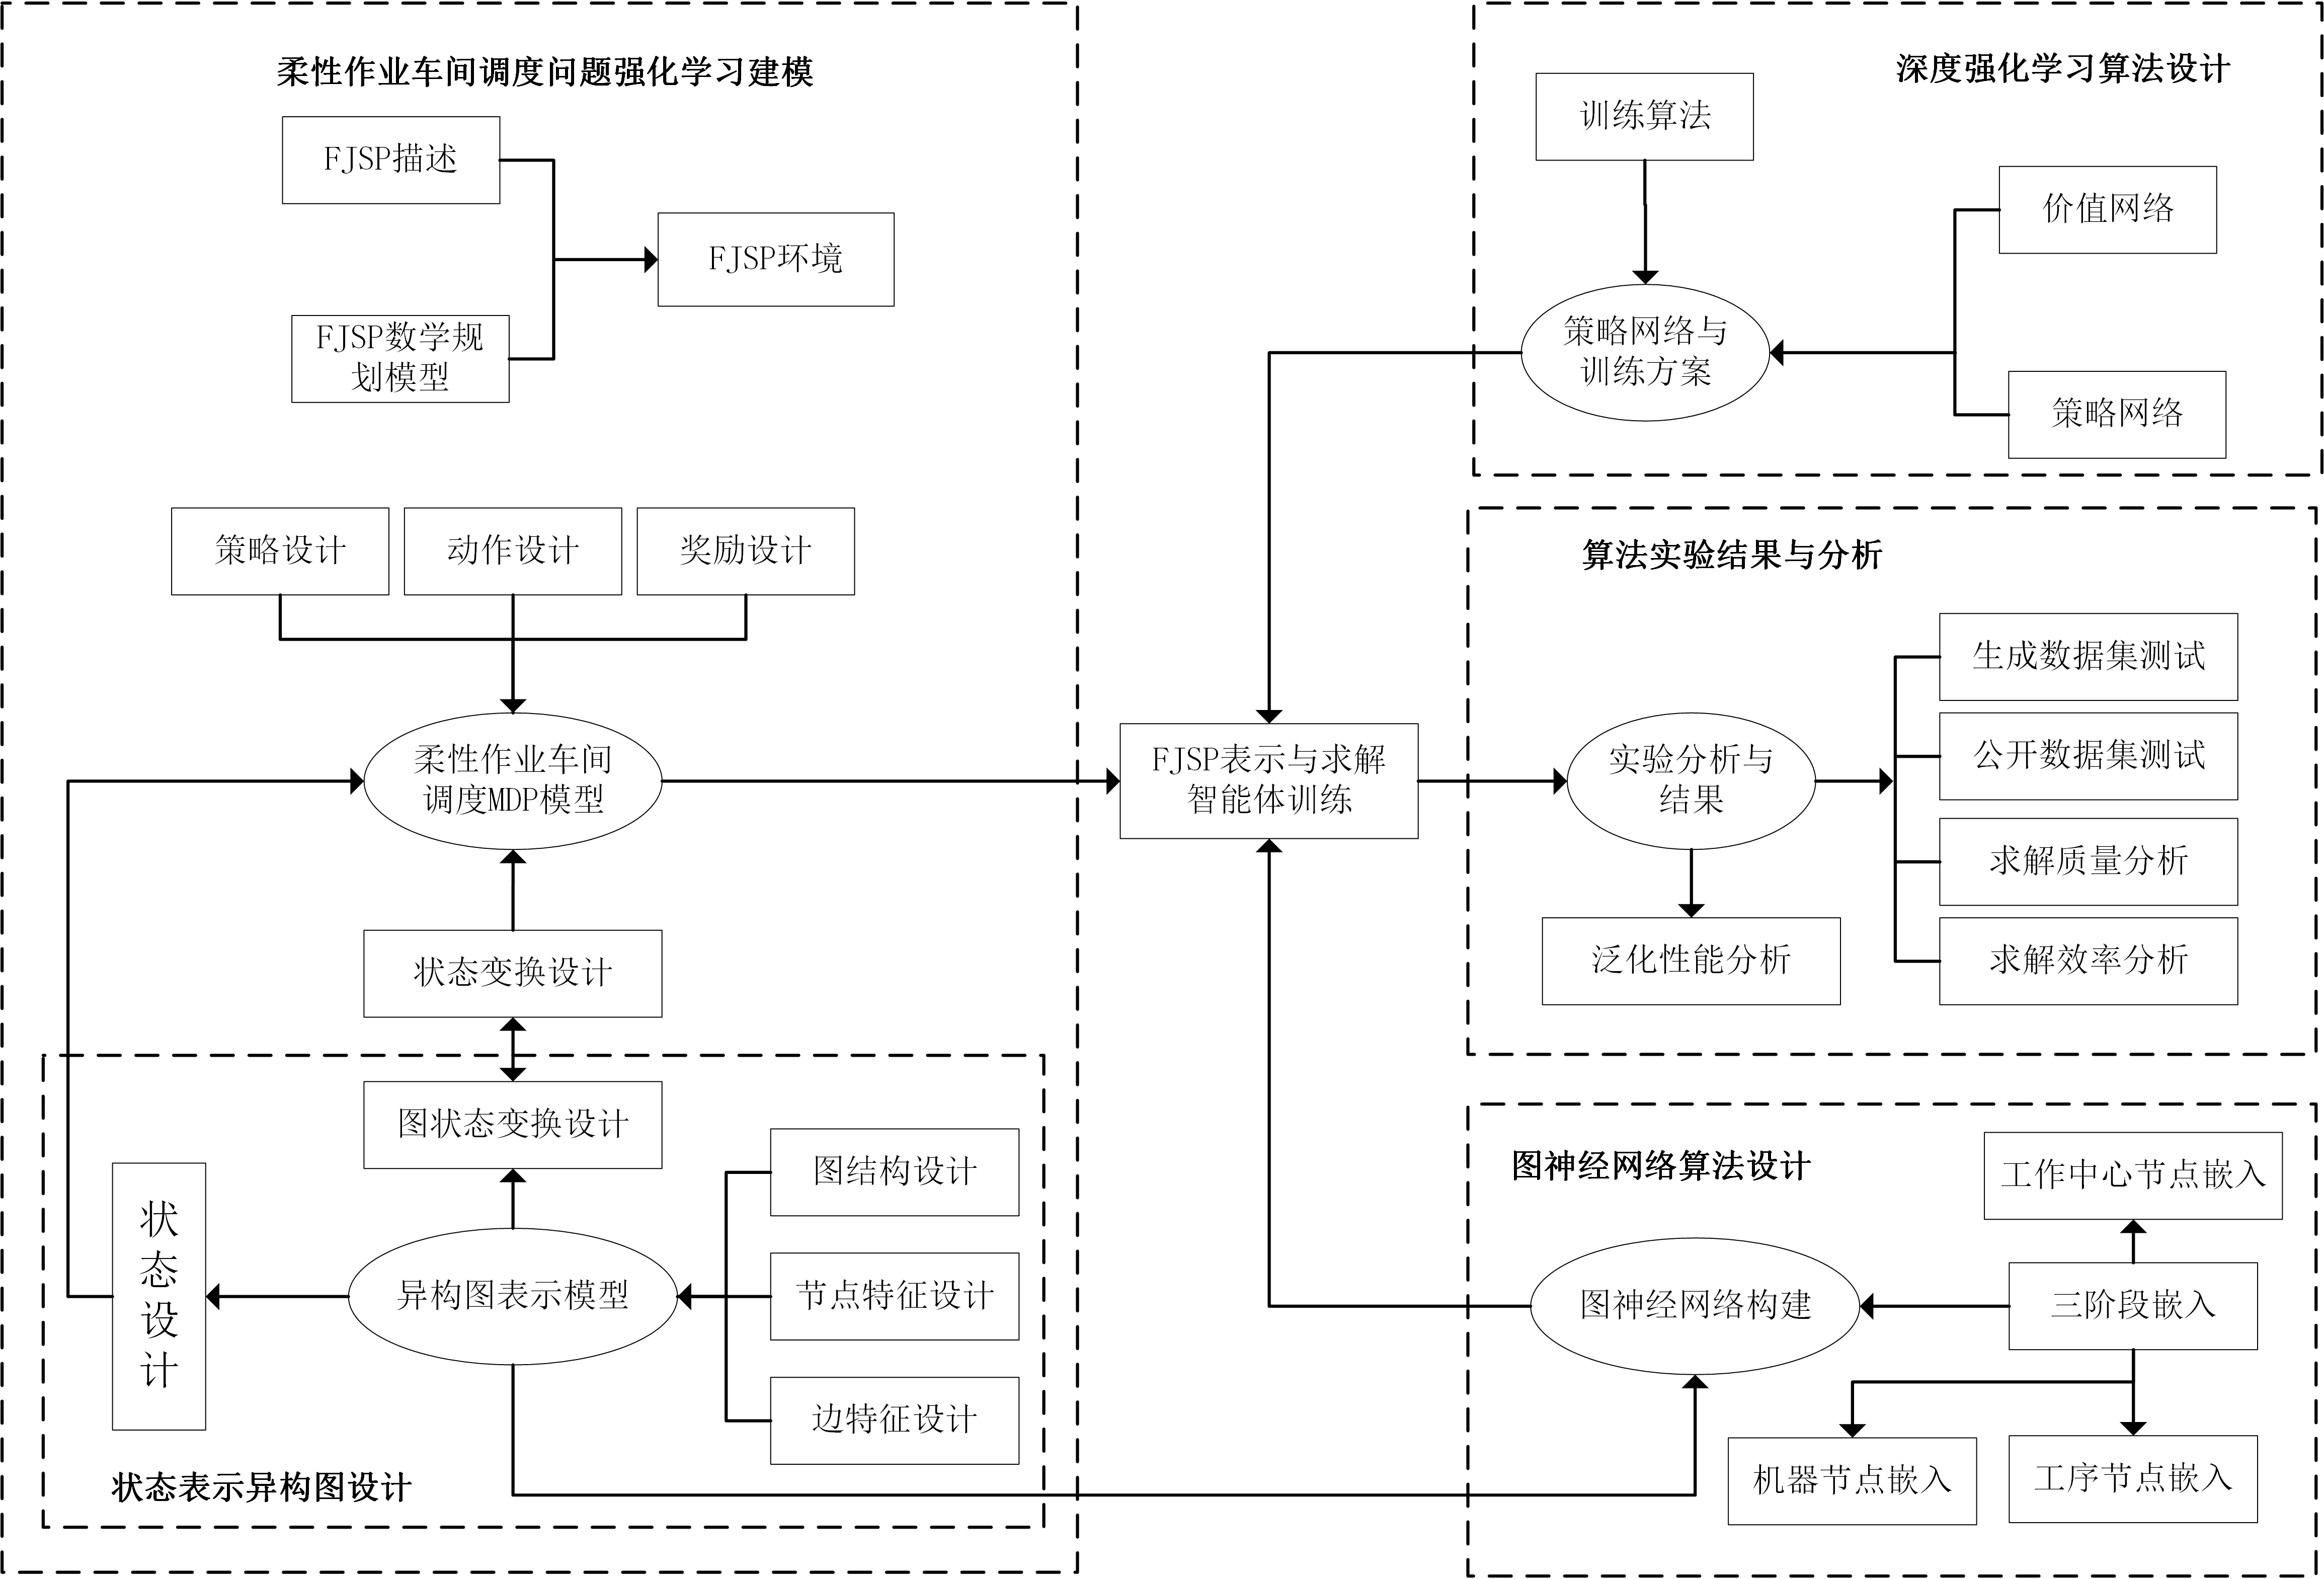 柔性作业车间调度问题强化学习建模
FJSP描述
FJSP环境
FJSP数学规
划模型
策略设计
动作设计
奖励设计
柔性作业车间
调度MDP模型
状态变换设计
图状态变换设计
状
态
设
计
异构图表示模型
图结构设计
节点特征设计
边特征设计
状态表示异构图设计
FJSP表示与求解
智能体训练
深度强化学习算法设计
训练算法
价值网络
策略网络与
训练方案
策略网络
算法实验结果与分析
生成数据集测试
公开数据集测试
实验分析与
结果
求解质量分析
泛化性能分析
求解效率分析
图神经网络算法设计
工作中心节点嵌入
图神经网络构建
三阶段嵌入
机器节点嵌入
工序节点嵌入